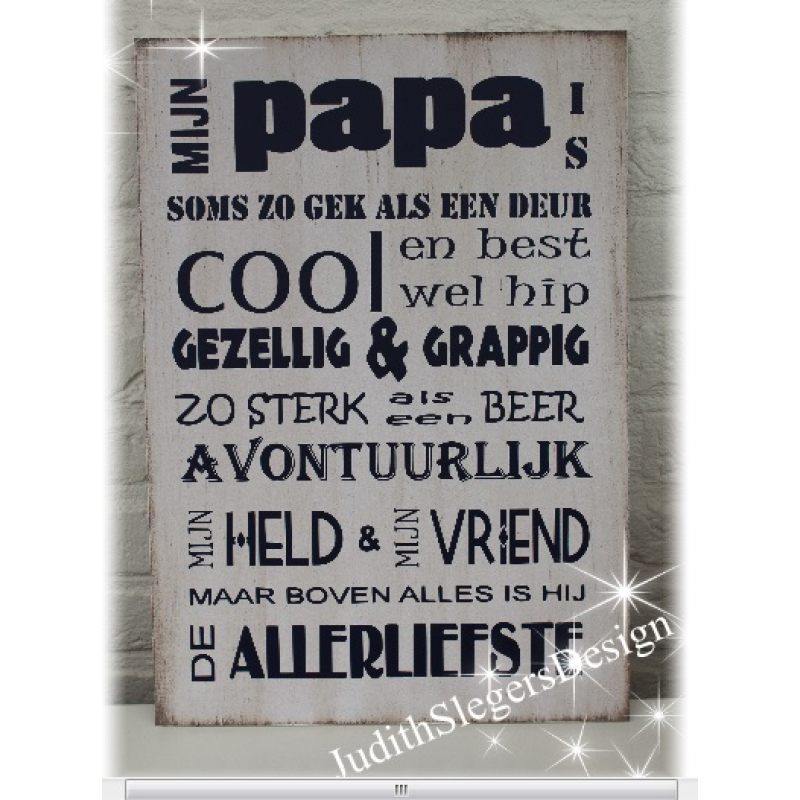 MIJN papa IS
SOMS ZO GEK ALS EEN DEUR
cool en best
wel hip
GEZELLIG & GRAPPIG
ZO STERK als een BEER
AVONTUURLIJK
MIJN HELD & MIJN VRIEND
MAAR BOVEN ALLES IS HIJ
DE ALLERLIEFSTE
JudithSlegersDesign